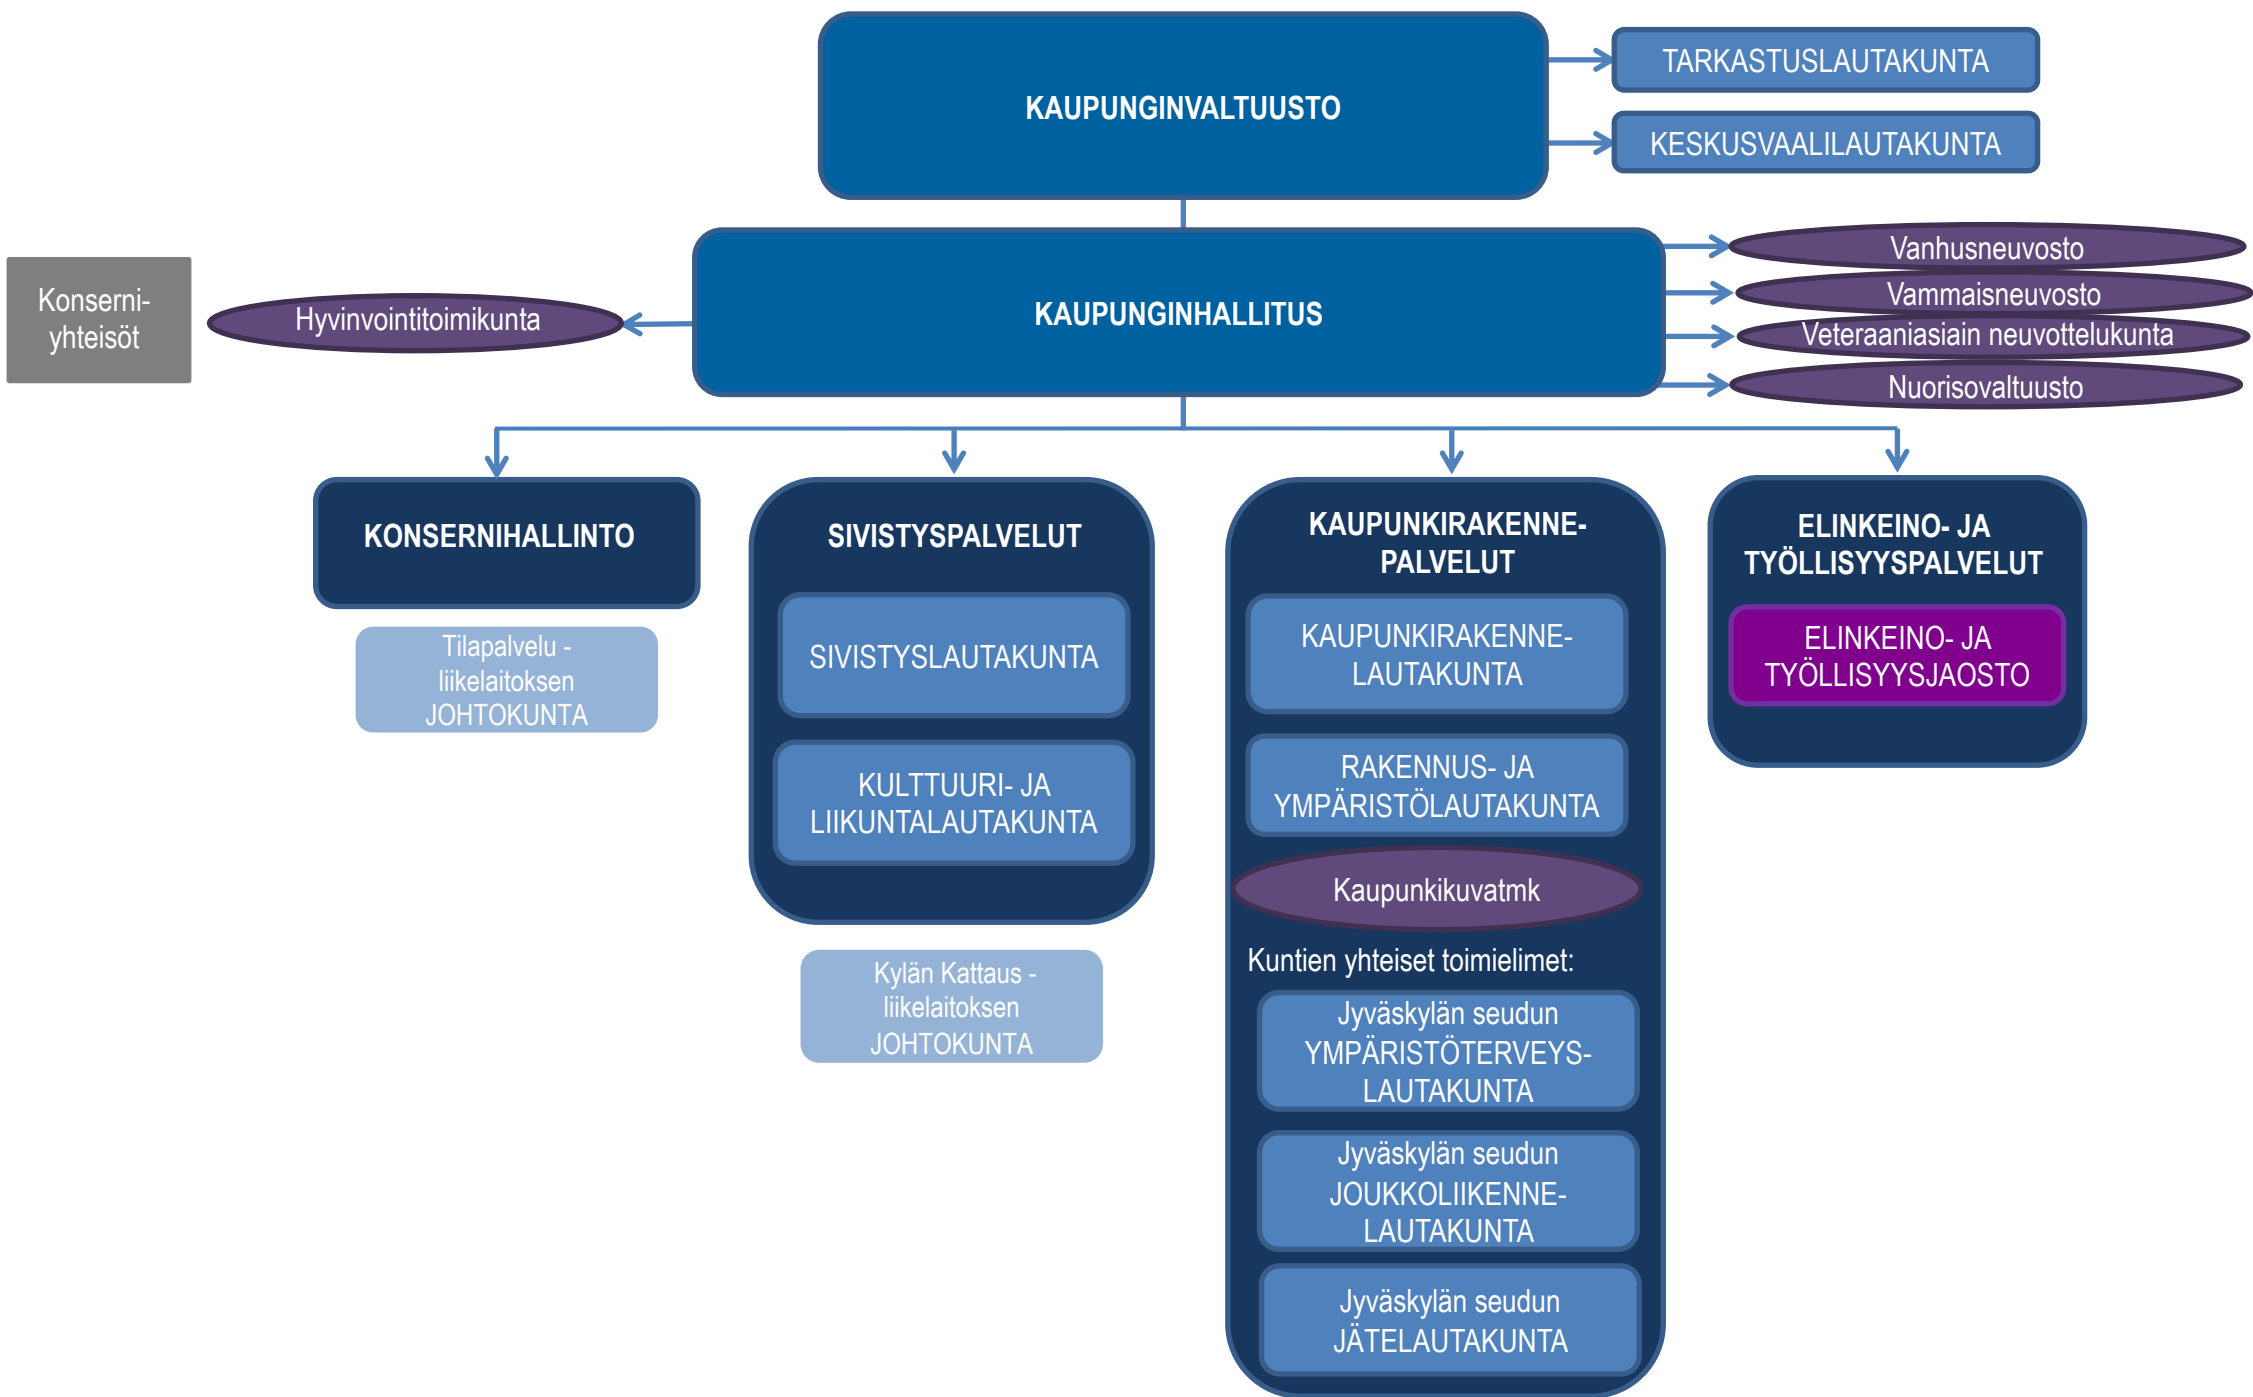 KAUPUNGINVALTUUSTO
TARKASTUSLAUTAKUNTA
KESKUSVAALILAUTAKUNTA
Konserni-
yhteisöt
Hyvinvointitoimikunta
KAUPUNGINHALLITUS
Vanhusneuvosto
Vammaisneuvosto
Veteraaniasiain neuvottelukunta
Nuorisovaltuusto
KONSERNIHALLINTO
Tilapalvelu -
liikelaitoksen
JOHTOKUNTA
SIVISTYSPALVELUT
SIVISTYSLAUTAKUNTA
KULTTUURI- JA
LIIKUNTALAUTAKUNTA
Kylän Kattaus -
liikelaitoksen
JOHTOKUNTA
KAUPUNKIRAKENNE-
PALVELUT
KAUPUNKIRAKENNE-
LAUTAKUNTA
RAKENNUS- JA
YMPÄRISTÖLAUTAKUNTA
Kaupunkikuvatmk
Kuntien yhteiset toimielimet:
Jyväskylän seudun
YMPÄRISTÖTERVEYS-
LAUTAKUNTA
Jyväskylän seudun
JOUKKOLIIKENNE-
LAUTAKUNTA
Jyväskylän seudun
JÄTELAUTAKUNTA
ELINKEINO- JA
TYÖLLISYYSPALVELUT
ELINKEINO- JA
TYÖLLISYYSJAOSTO